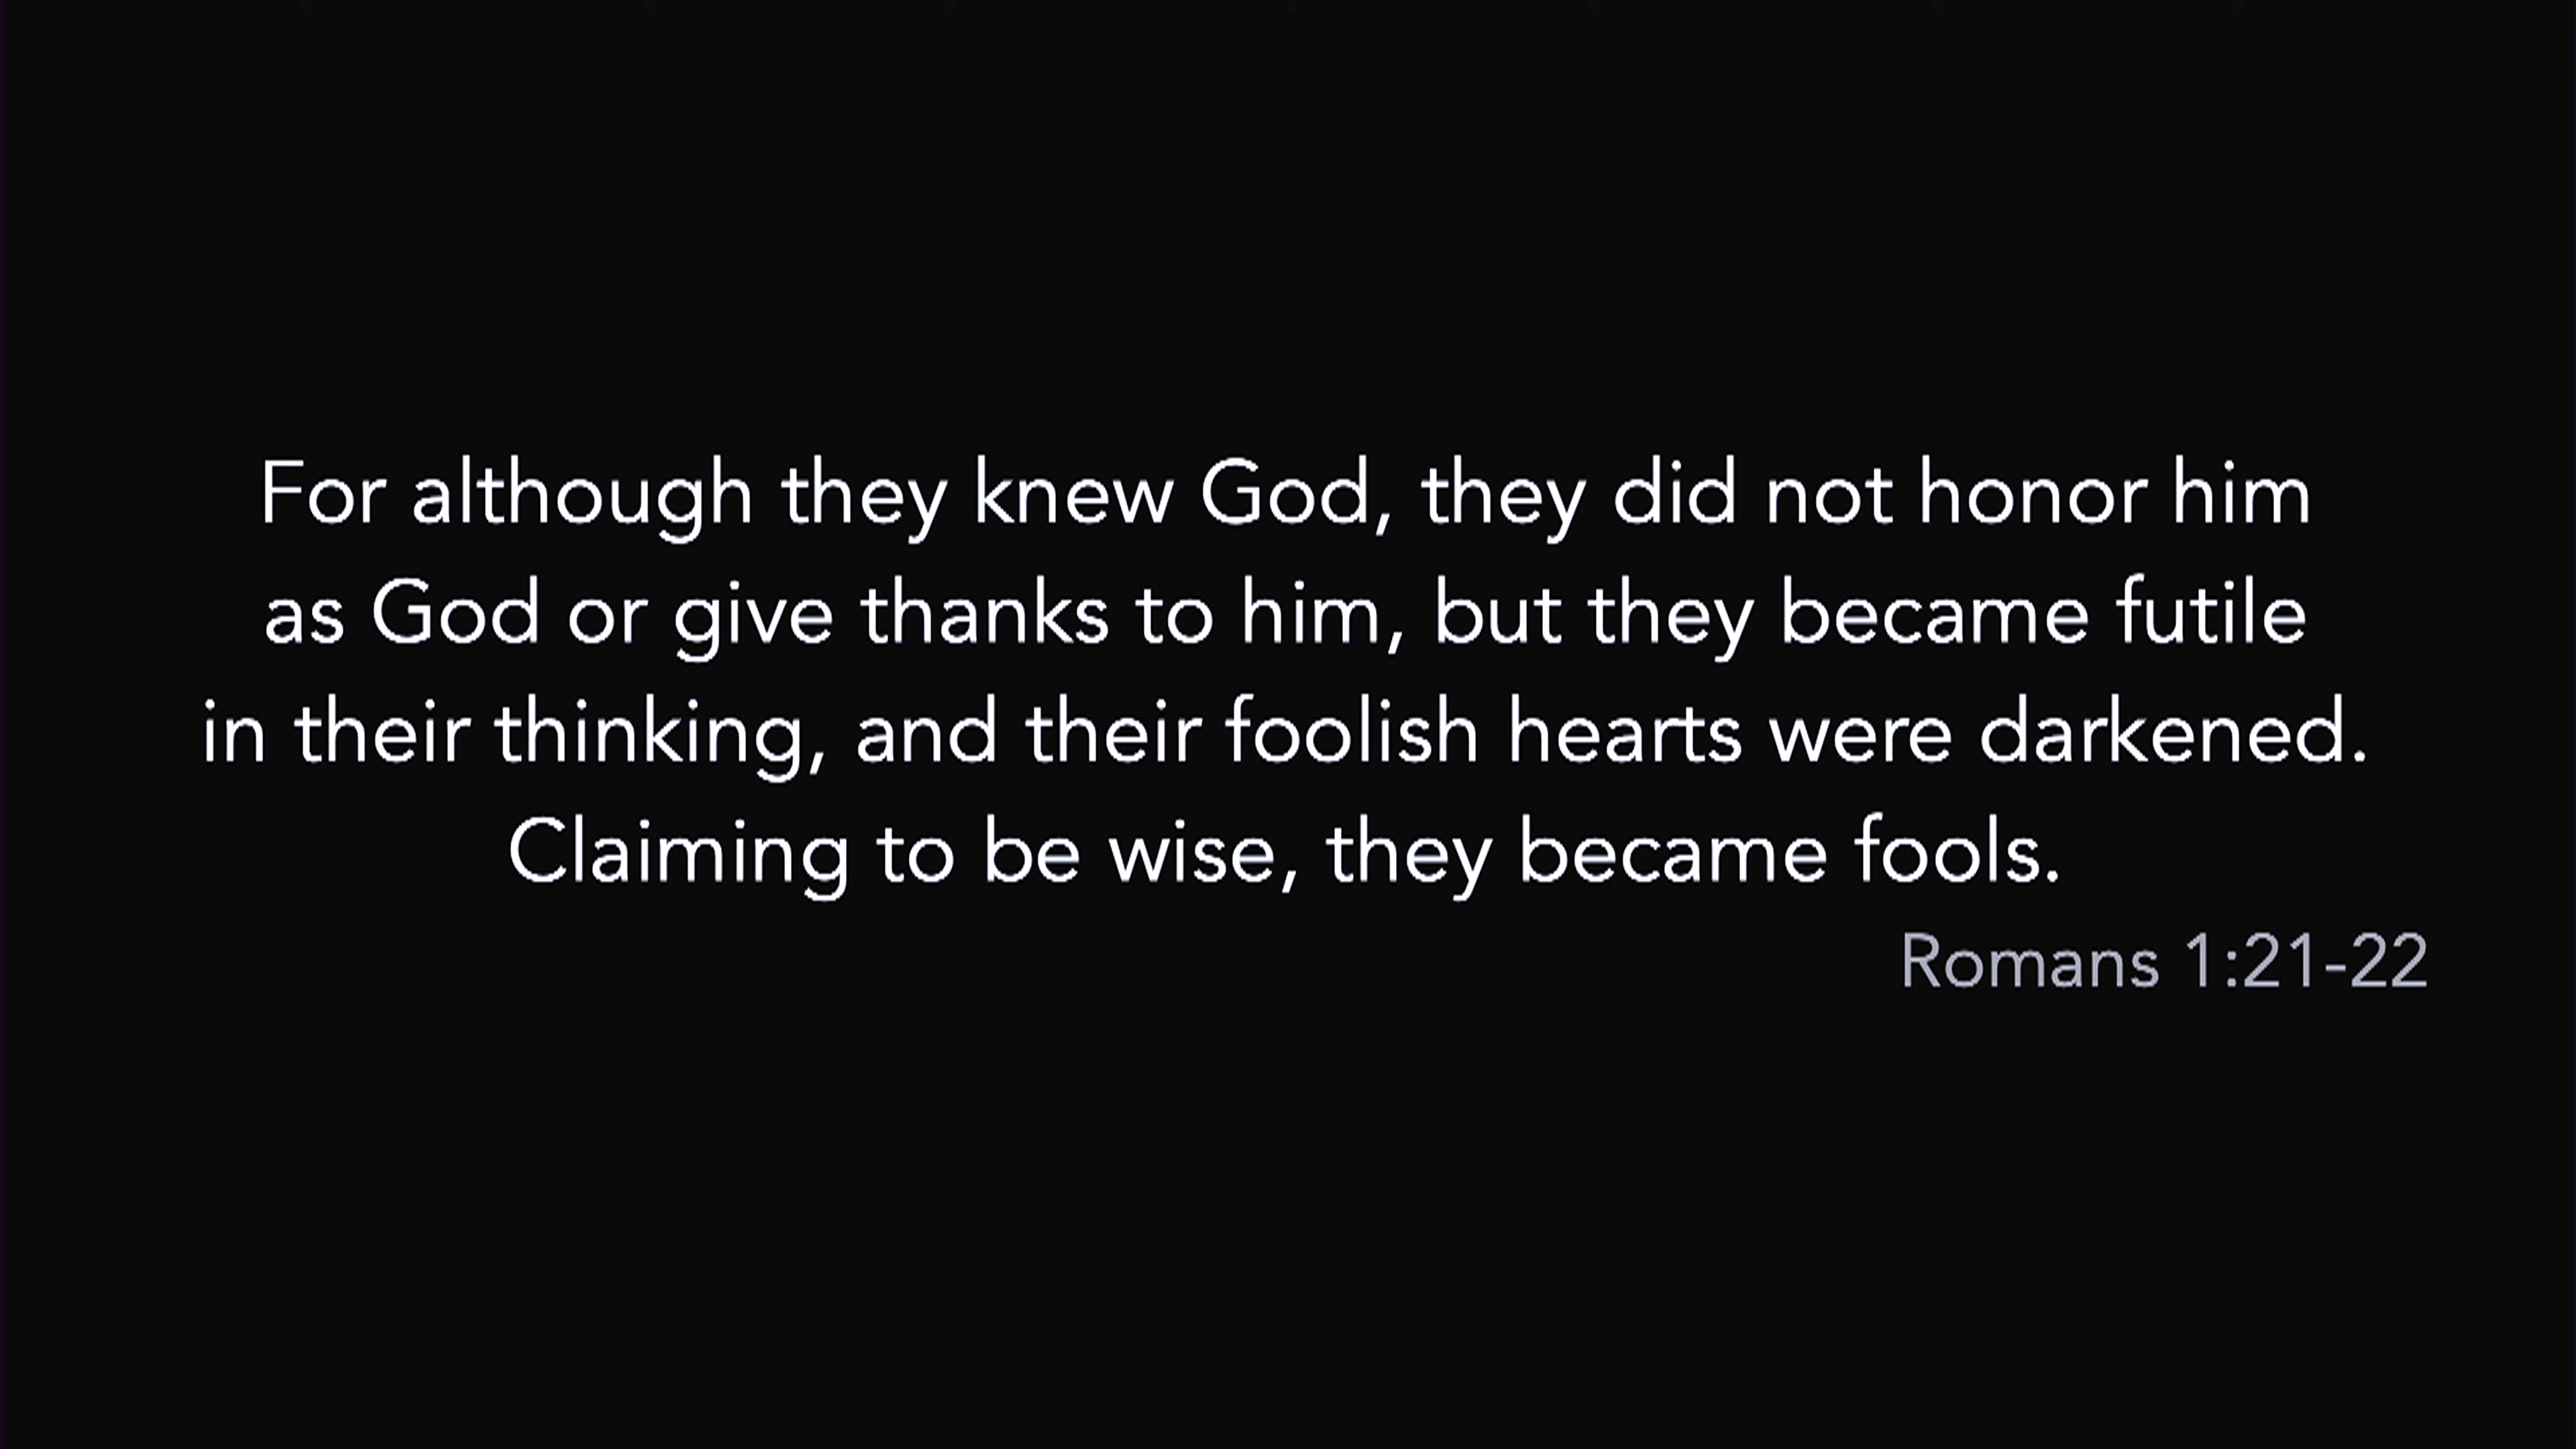 For although they knew God, they did not honor him
as God or give thanks to him, but they became futile
in their thinking, and their foolish hearts were darkened.
Claiming to be wise, they became fools.
Romans 1:21-22